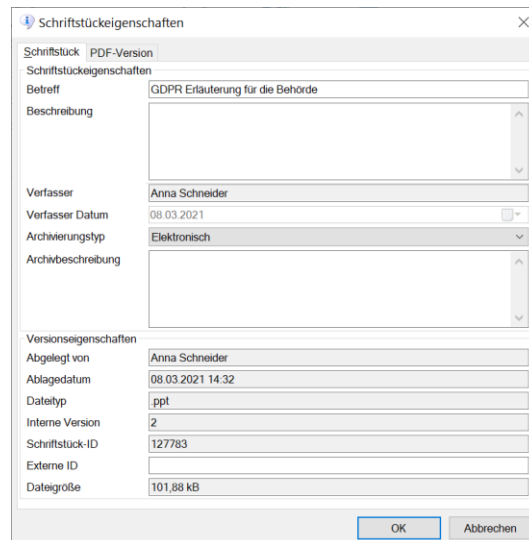 Schriftstückeigenschaften
Schriftstück PDF-Version
Schriftstückeigenschaften
Betreff GDPR Erläuterung für die Behörde
Beschreibung
Verfasser Anna Schneider
Verfasser Datum 08.03.2021
Archivierungstyp Elektronisch
Archivbeschreibung
Versionseigenschaften
Abgelegt von Anna Schneider
Ablagedatum 08.03.2021 14:32
Dateityp .ppt
Interne Version 2
Schriftstück-ID 127783
Externe ID
Dateigröße 101,88 kB
OK Abbrechen